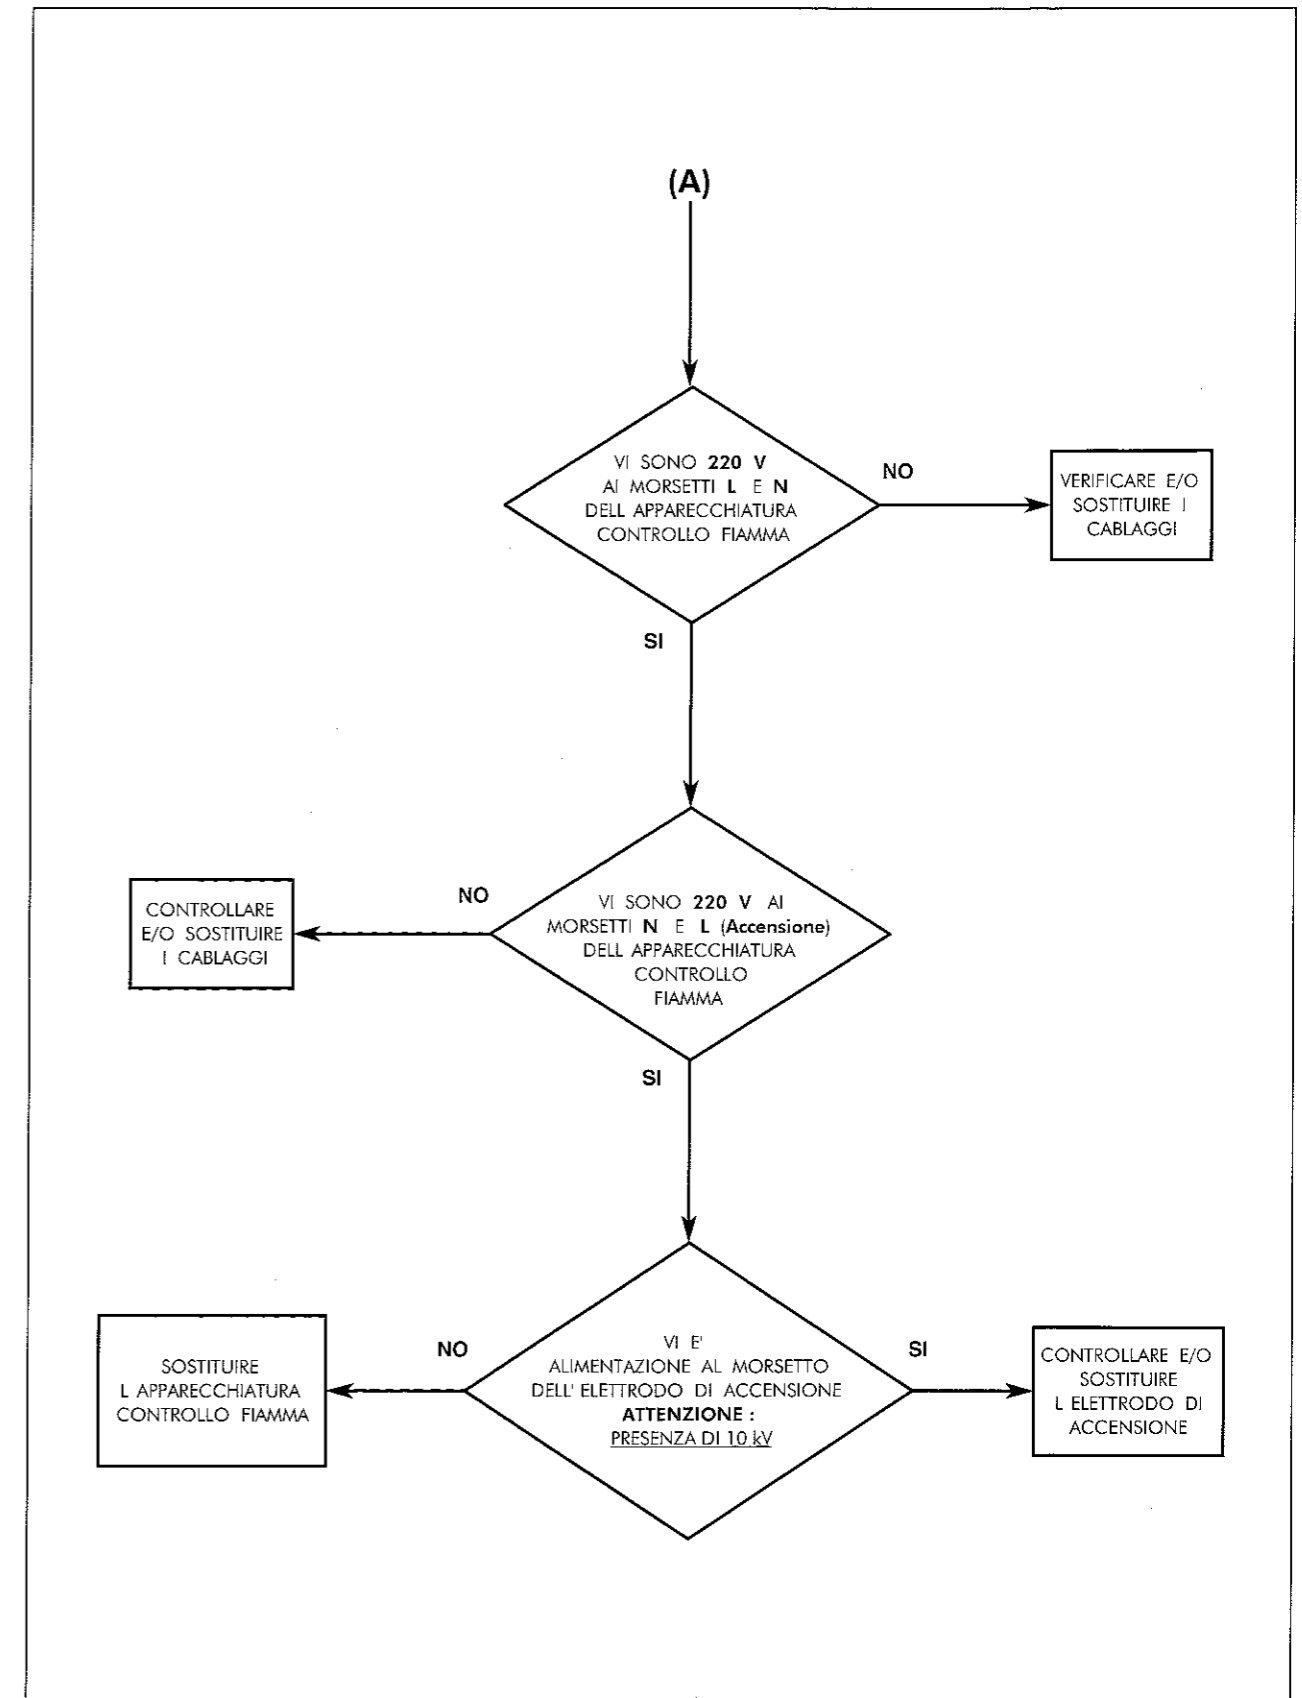 (A)
VI SONO 220 V
AI MORSETTI L E N
DELL APPARECCHIATURA
CONTROLLO FIAMMA
NO
VERIFICARE E/O
SOSTITUIRE I
CABLAGGI
SI
VI SONO 220 V AI
MORSETTI N E L (Accensione)
DELL APPARECCHIATURA
CONTROLLO
FIAMMA
NO
CONTROLLARE
E/O SOSTITUIRE
I CABLAGGI
SI
VI E'
ALIMENTAZIONE AL MORSETTO
DELL' ELETTRODO DI ACCENSIONE
ATTENZIONE :
PRESENZA DI 10 kV
NO
SOSTITUIRE
L APPARECCHIATURA
CONTROLLO FIAMMA
SI
CONTROLLARE E/O
SOSTITUIRE
L ELETTRODO DI
ACCENSIONE